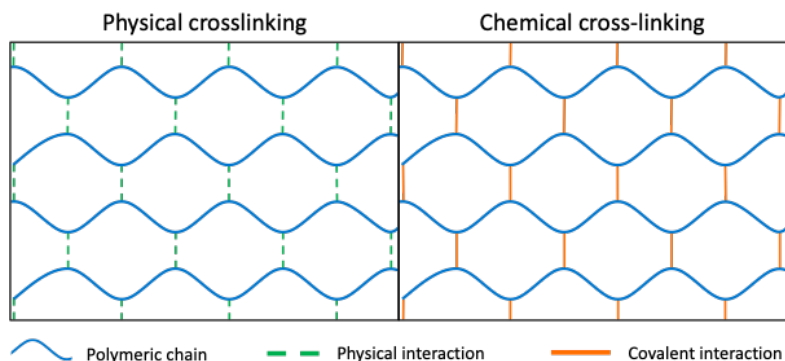 Physical crosslinking
Chemical cross-linking
Polymeric chain
Physical interaction
Covalent interaction